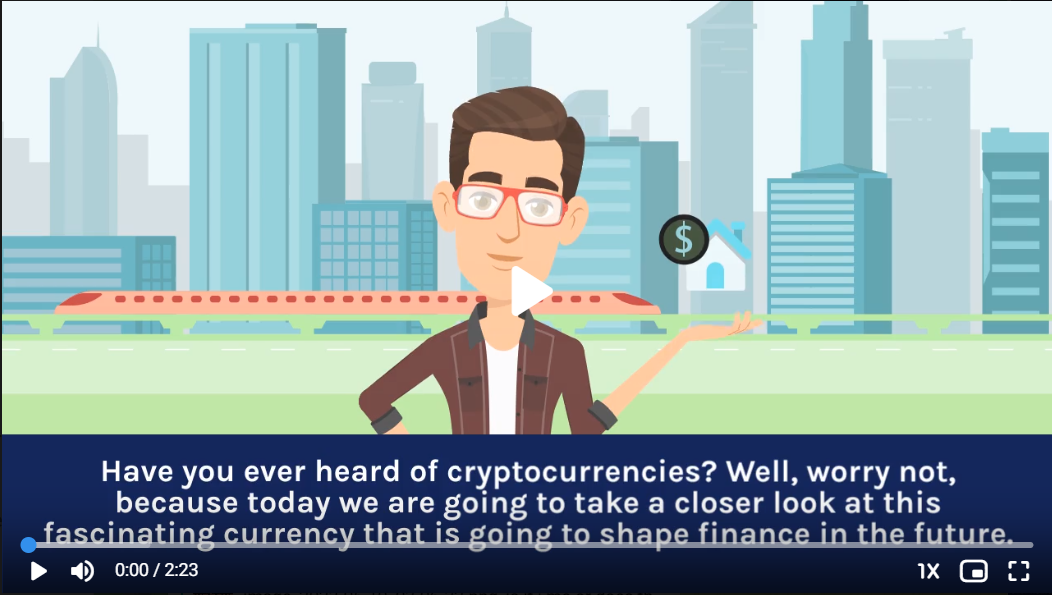 $
Have you ever heard of cryptocurrencies? Well, worry not,
because today we are going to take a closer look at this
fascinating currency that is going to shape finance in the future.
0:00 / 2:23
1X